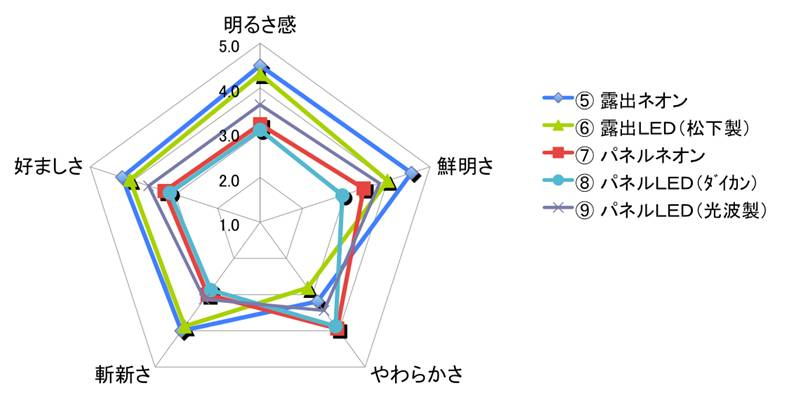 明るさ感
5.0
4.0
3.0
2.0
1.0
鮮明さ
やわらかさ
斬新さ
好ましさ
⑤ 露出ネオン
⑥ 露出LED(松下製)
⑦ パネルネオン
⑧ パネルLED(ﾀﾞｲｶﾝ)
⑨ パネルLED(光波製)